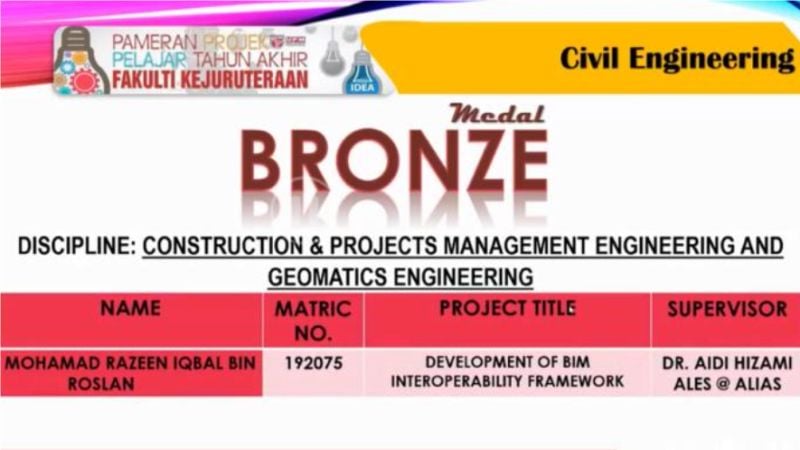 PAMERAN PROJEK
PELAJAR TAHUN AKHIR
FAKULTI KEJURUTERAAN
IDEA
Civil Engineering
Medal
BRONZE
DISCIPLINE: CONSTRUCTION & PROJECTS MANAGEMENT ENGINEERING AND
GEOMATICS ENGINEERING
NAME
MATRIC
NO.
PROJECT TITLE
SUPERVISOR
MOHAMAD RAZEEN IQBAL BIN
ROSLAN
192075
DEVELOPMENT OF BIM
INTEROPERABILITY FRAMEWORK
DR. AIDI HIZAMI
ALES @ ALIAS